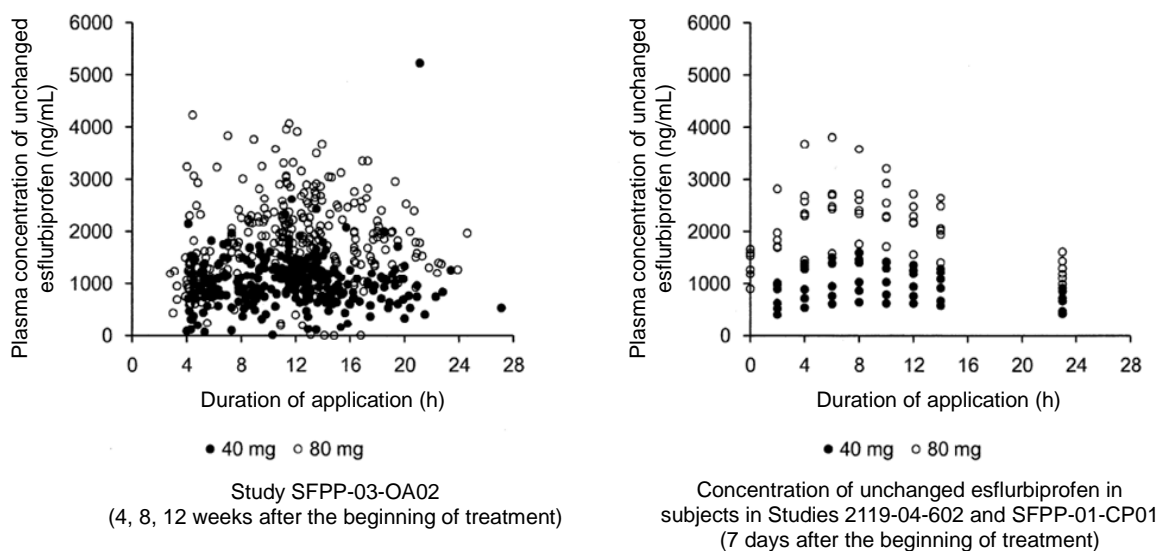 Plasma concentration of unchanged
esflurbiprofen (ng/mL)
6000
5000
4000
3000
2000
1000
0
0 4 8 12 16 20 24 28
Duration of application (h)
● 40 mg ○ 80 mg
Study SFPP-03-OA02
(4, 8, 12 weeks after the beginning of treatment)
Plasma concentration of unchanged
esflurbiprofen (ng/mL)
6000
5000
4000
3000
2000
1000
0
0 4 8 12 16 20 24 28
Duration of application (h)
● 40 mg ○ 80 mg
Concentration of unchanged esflurbiprofen in
subjects in Studies 2119-04-602 and SFPP-01-CP01
(7 days after the beginning of treatment)